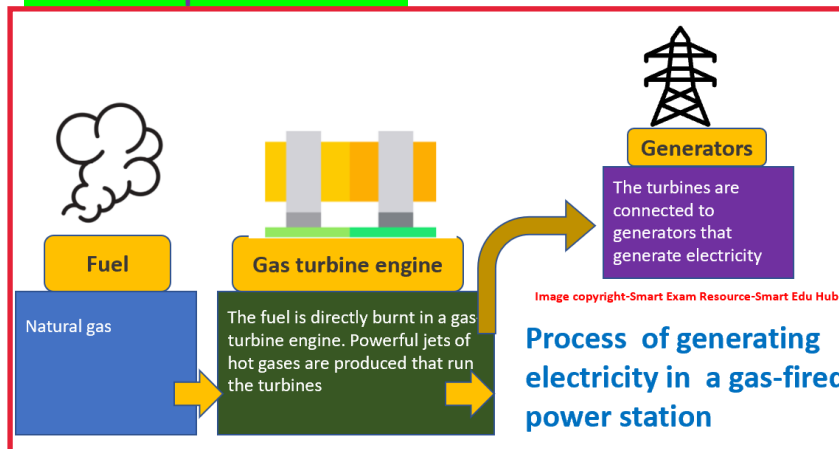 Generators
The turbines are
connected to
generators that
generate electricity
Fuel
Natural gas
Gas turbine engine
The fuel is directly burnt in a gas
turbine engine. Powerful jets of
hot gases are produced that run
the turbines
Image copyright-Smart Exam Resource-Smart Edu Hub
Process of generating
electricity in a gas-fired
power station